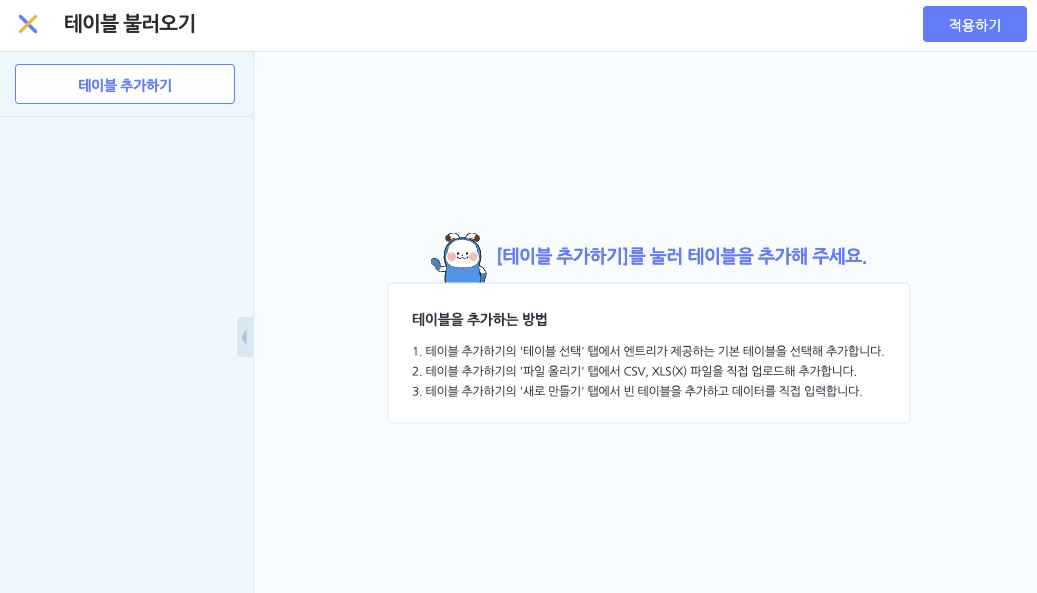 테이블 불러오기
적용하기
테이블 추가하기
[테이블 추가하기]를 눌러 테이블을 추가해 주세요.
테이블을 추가하는 방법
1. 테이블 추가하기의 '테이블 선택' 탭에서 엔트리가 제공하는 기본 테이블을 선택해 추가합니다.
2. 테이블 추가하기의 '파일 올리기' 탭에서 CSV, XLS(X) 파일을 직접 업로드해 추가합니다.
3. 테이블 추가하기의 '새로 만들기' 탭에서 빈 테이블을 추가하고 데이터를 직접 입력합니다.